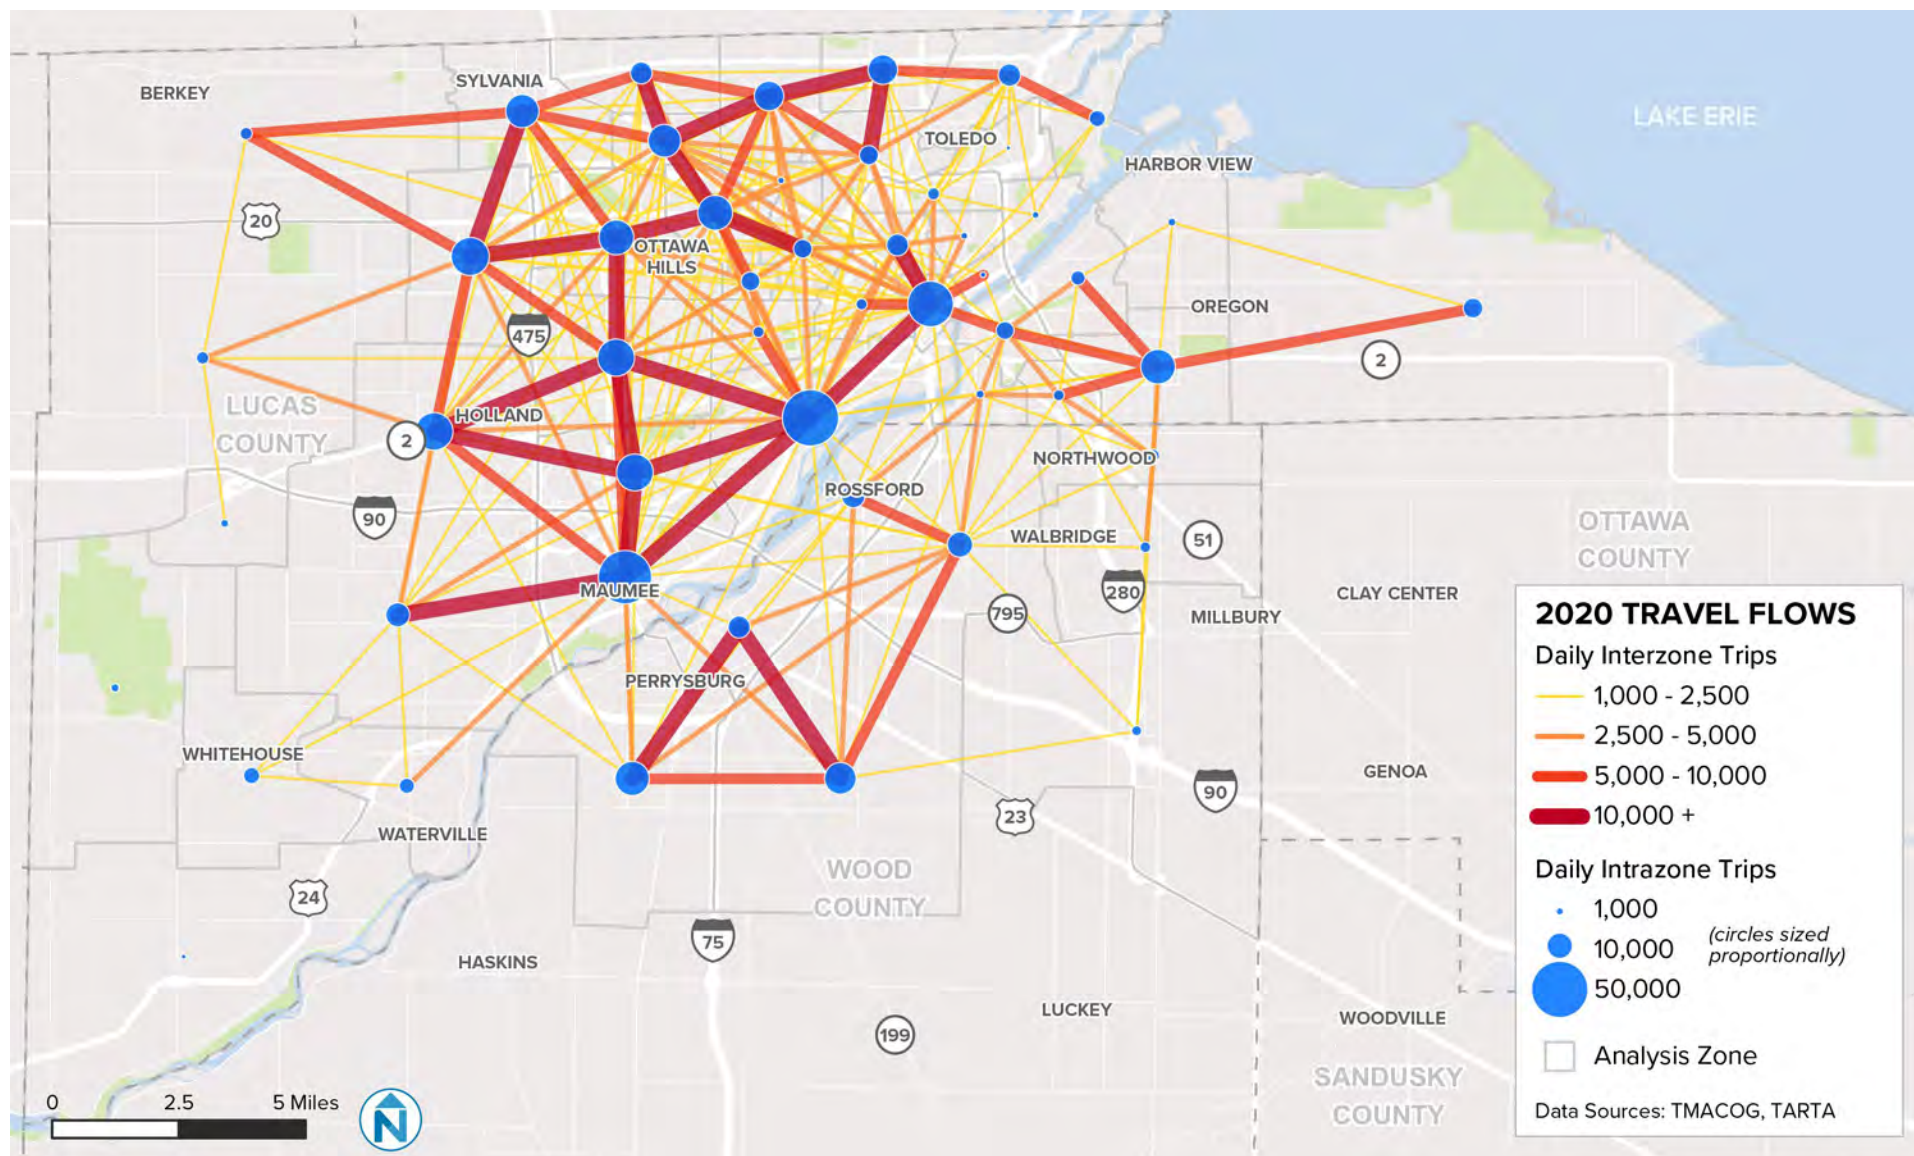 SYLVANIA
BERKEY
LAKE ERIE
TOLEDO
HARBOR VIEW
20
OTTAWA
HILLS
OREGON
475
2
LUCAS
COUNTY
HOLLAND
2
NORTHWOOD
ROSSFORD
90
WALBRIDGE
51
OTTAWA
COUNTY
MAUMEE
280
CLAY CENTER
795
MILLBURY
PERRYSBURG
WHITEHOUSE
GENOA
90
23
WATERVILLE
WOOD
COUNTY
24
75
HASKINS
LUCKEY
WOODVILLE
199
SANDUSKY
COUNTY
2020 TRAVEL FLOWS
Daily Interzone Trips
1,000 - 2,500
2,500 - 5,000
5,000 - 10,000
10,000 +
Daily Intrazone Trips
1,000
10,000
(circles sized
proportionally)
50,000
Analysis Zone
Data Sources: TMACOG, TARTA
0 2.5 5 Miles
N